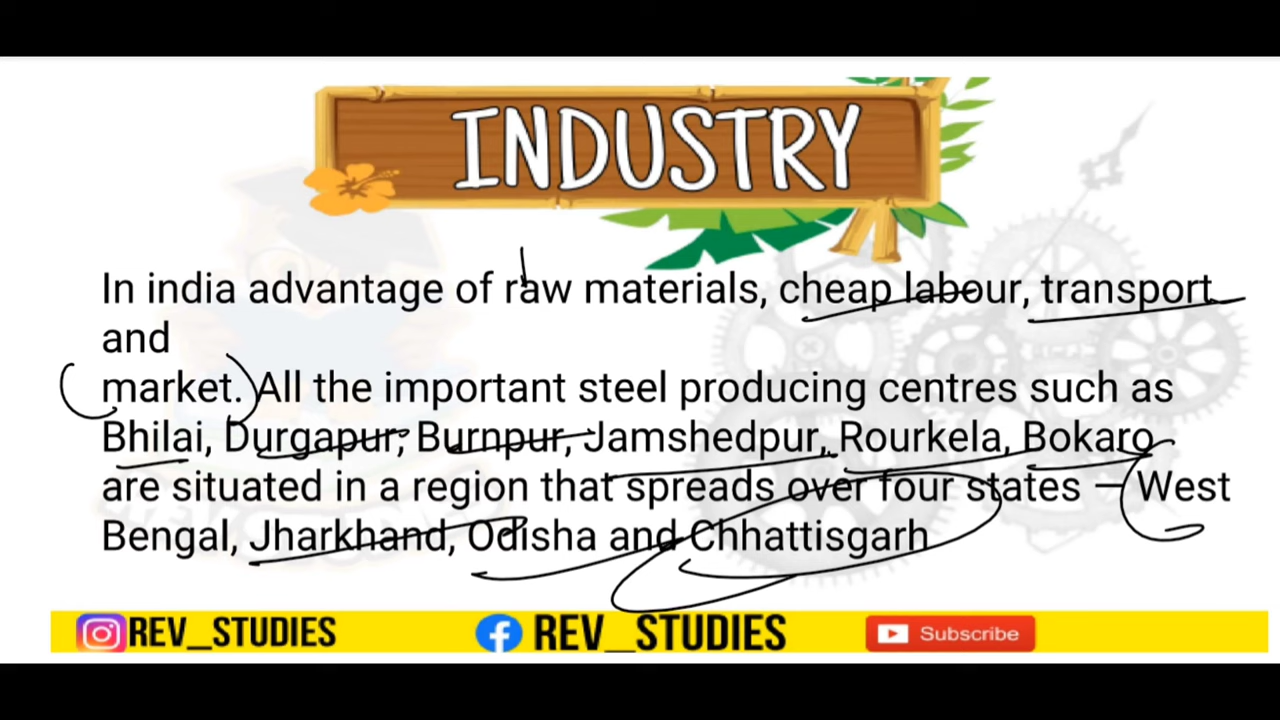 INDUSTRY
In india advantage of raw materials, cheap labour, transport
and
market. All the important steel producing centres such as
Bhilai, Durgapur, Burnpur, Jamshedpur, Rourkela, Bokaro
are situated in a region that spreads over four states – West
Bengal, Jharkhand, Odisha and Chhattisgarh
REV_STUDIES REV_STUDIES Subscribe